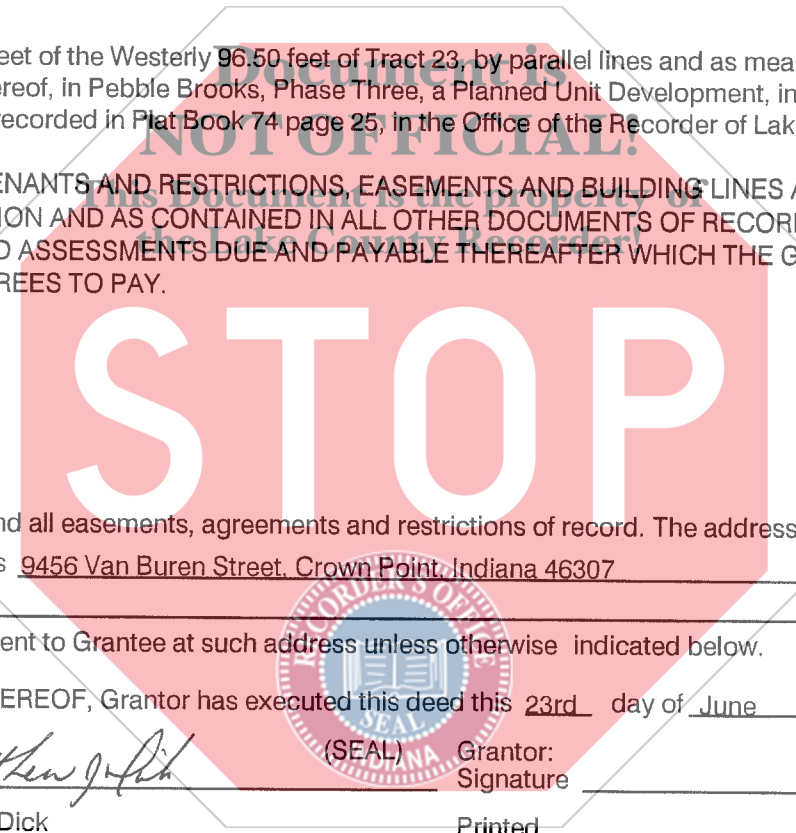 eet of the Westerly 96.50 feet of Tract 23, by parallel lines and as mea
Document is
ereof, in Pebble Brooks, Phase Three, a Planned Unit Development, in
recorded in Plat Book 74 page 25, in the Office of the Recorder of Lak
NOT OFFICIAL!
ENANTS AND RESTRICTIONS, EASEMENTS AND BUILDING LINES A
This Document is the property of
ION AND AS CONTAINED IN ALL OTHER DOCUMENTS OF RECOR
the Lake County Recorder!
D ASSESSMENTS DUE AND PAYABLE THEREAFTER WHICH THE G
REES TO PAY.
STOP
nd all easements, agreements and restrictions of record. The address
s 9456 Van Buren Street, Crown Point, Indiana 46307
RECORDER'S OFFICE
ent to Grantee at such address unless otherwise indicated below.
EREOF, Grantor has executed this deed this 23rd day of June
SEAL
INDIANA
(SEAL) Grantor:
Signature
Dick Printed